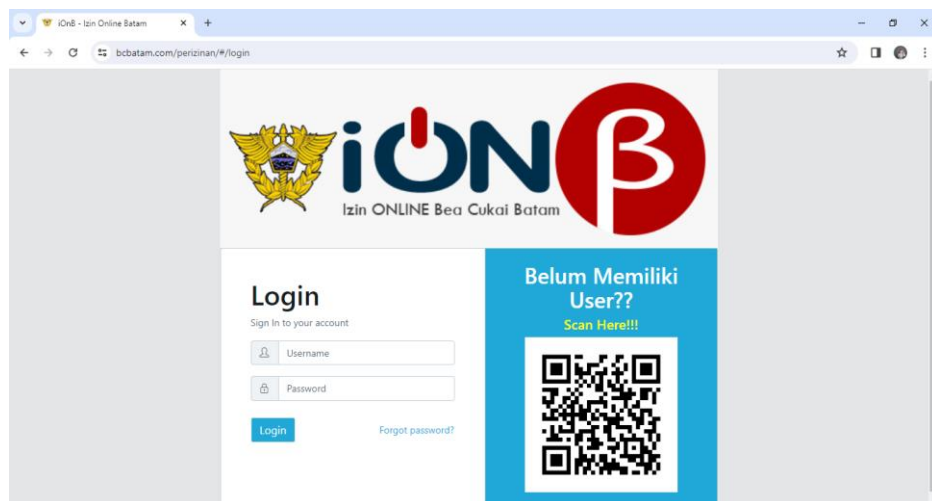 iOnB - Izin Online Batam
bcbatam.com/perizinan/#/login
iONβ
Izin ONLINE Bea Cukai Batam
Login
Sign In to your account
Username
Password
Login
Forgot password?
Belum Memiliki
User??
Scan Here!!!